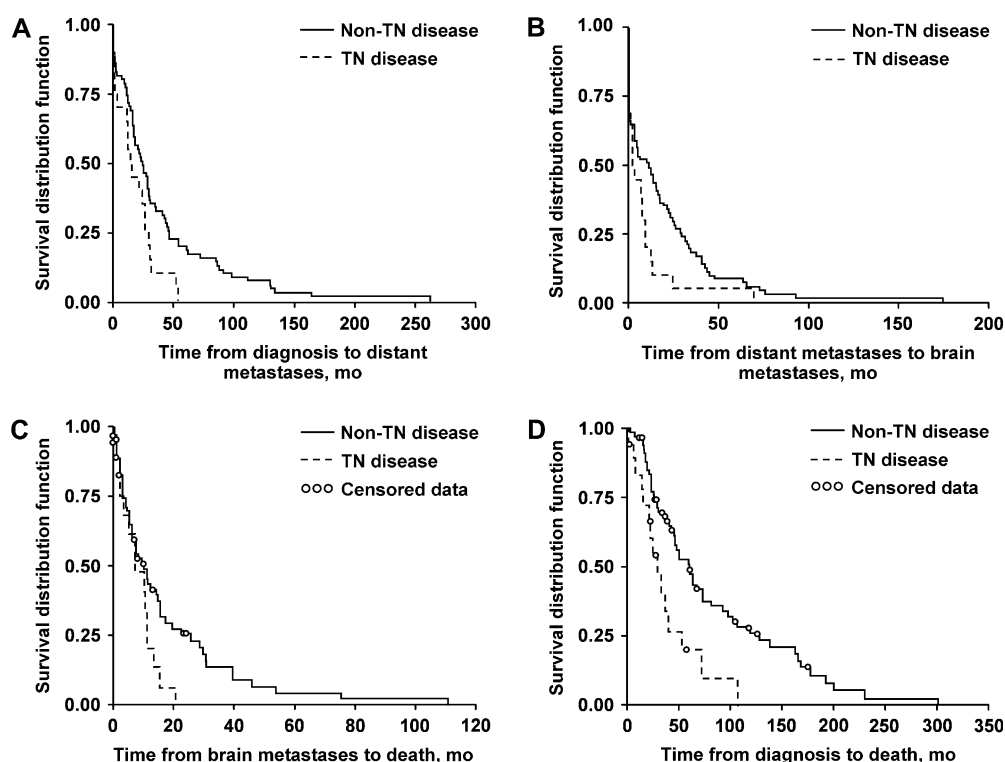 A
Survival distribution function
1.00
0.75
0.50
0.25
0.00
Non-TN disease
TN disease
0 50 100 150 200 250 300
Time from diagnosis to distant
metastases, mo
B
Survival distribution function
1.00
0.75
0.50
0.25
0.00
Non-TN disease
TN disease
0 50 100 150 200
Time from distant metastases to brain
metastases, mo
C
Survival distribution function
1.00
0.75
0.50
0.25
0.00
Non-TN disease
TN disease
Censored data
0 20 40 60 80 100 120
Time from brain metastases to death, mo
D
Survival distribution function
1.00
0.75
0.50
0.25
0.00
Non-TN disease
TN disease
Censored data
0 50 100 150 200 250 300 350
Time from diagnosis to death, mo